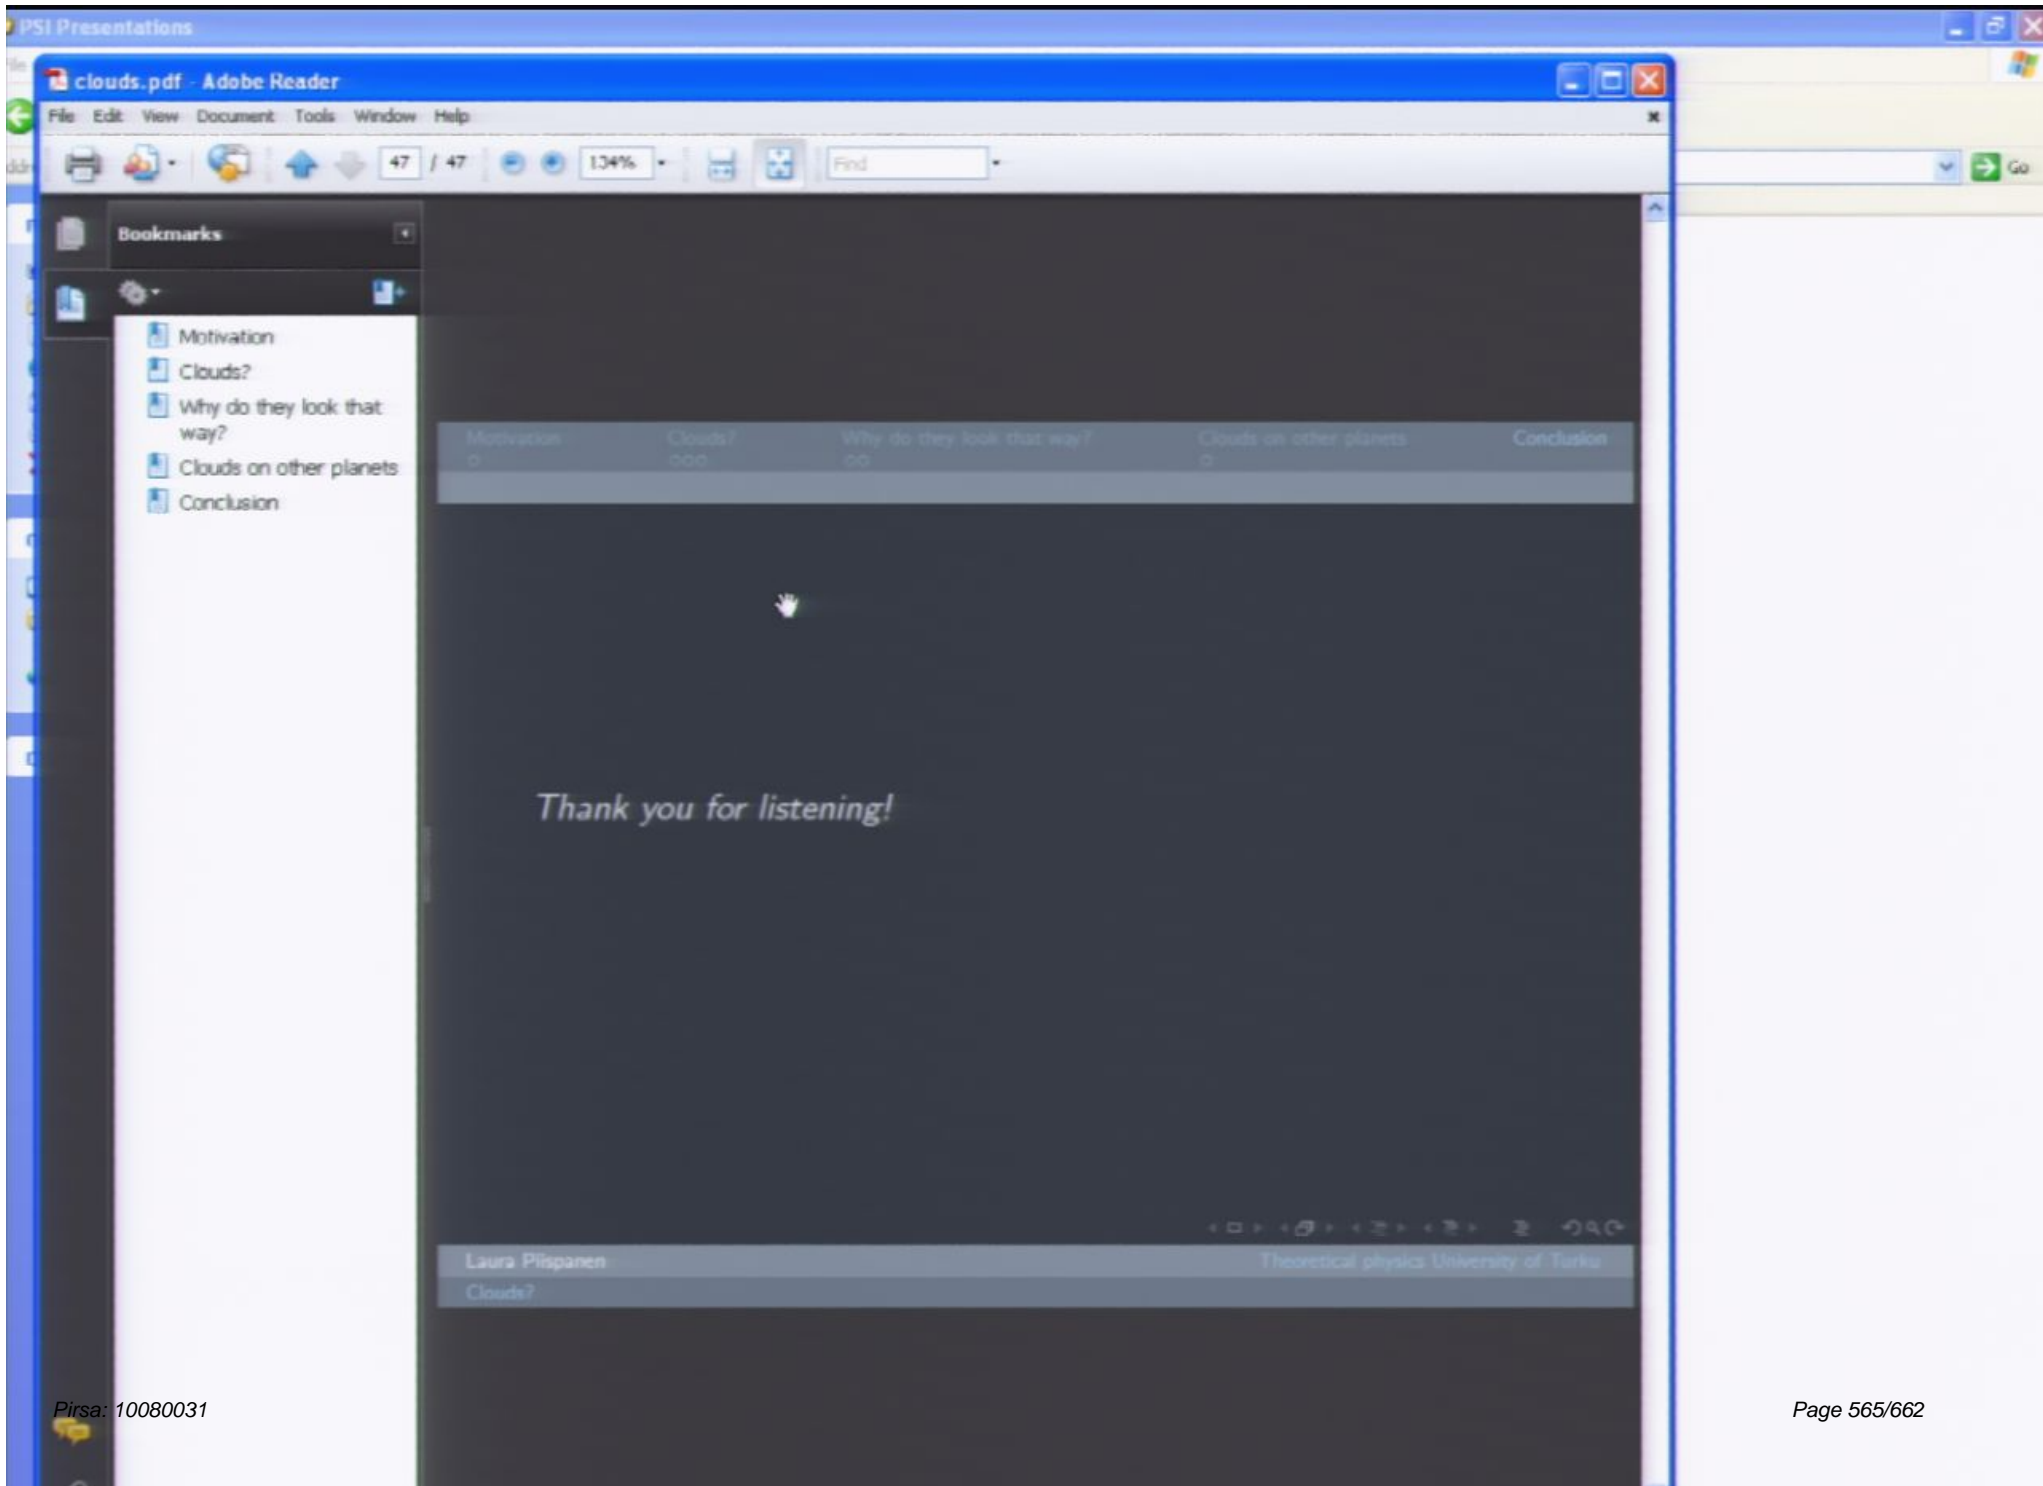 PSI Presentations
clouds.pdf - Adobe Reader
File Edit View Document Tools Window Help
47 / 47 134% Find
Go
Bookmarks
Motivation
Clouds?
Why do they look that
way?
Clouds on other planets
Conclusion
Motivation Clouds? Why do they look that way? Clouds on other planets Conclusion
Thank you for listening!
Laura Piispanen Theoretical physics University of Turku
Clouds?
Pirsa: 10080031 Page 565/662